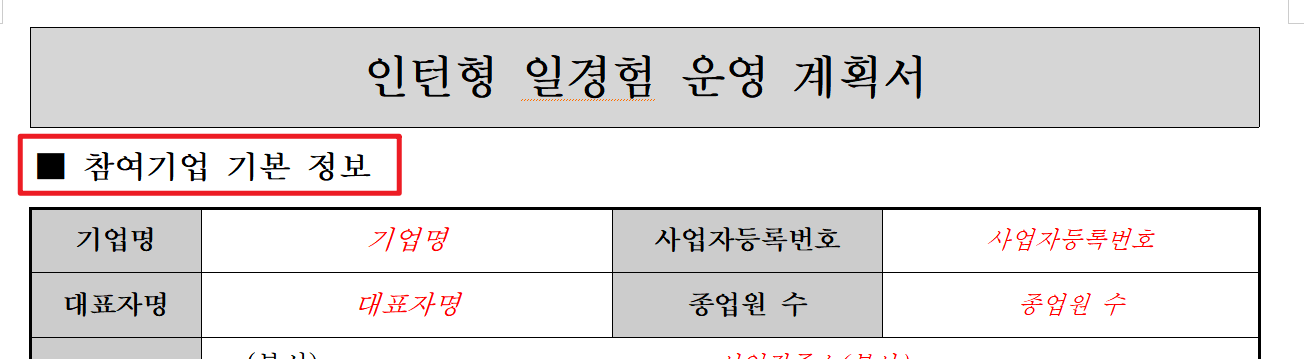 인턴형 일경험 운영 계획서
■ 참여기업 기본 정보
기업명 기업명 사업자등록번호 사업자등록번호
대표자명 대표자명 종업원 수 종업원 수